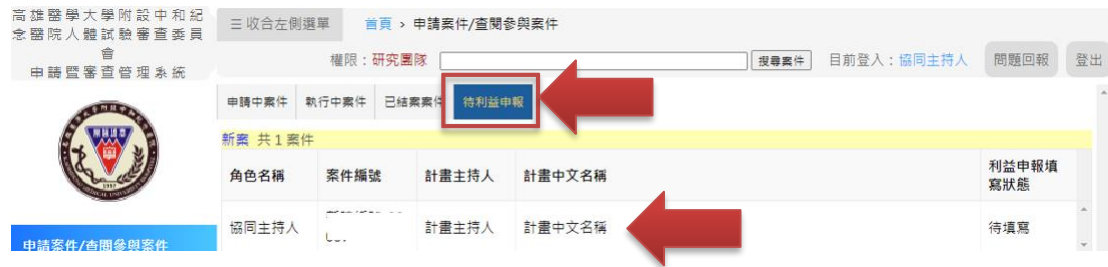 高雄醫學大學附設中和紀
念醫院人體試驗審查委員
會
申請暨審查管理系統
申請案件/查閱參與案件
☰ 收合左側選單 首頁 › 申請案件/查閱參與案件
權限：研究團隊 搜尋案件 目前登入：協同主持人 問題回報 登出
申請中案件 執行中案件 已結案案件 待利益申報
新案 共 1 案件
角色名稱 案件編號 計畫主持人 計畫中文名稱 利益申報填
寫狀態
協同主持人 計畫主持人 計畫中文名稱 待填寫